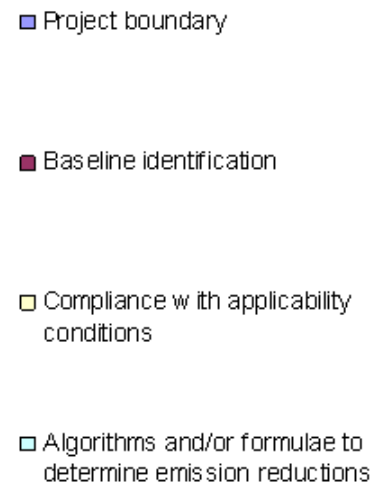 Project boundary
Baseline identification
Compliance with applicability
conditions
Algorithms and/or formulae to
determine emission reductions